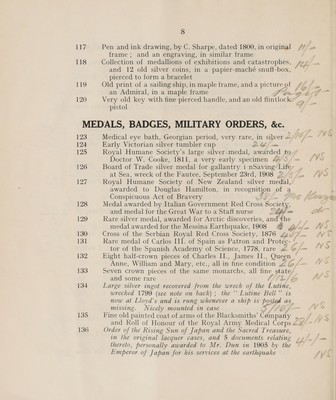 8
117 Pen and ink drawing, by C. Sharpe, dated 1800, in original
frame ; and an engraving, in similar frame
118 Collection of medallions of exhibitions and catastrophes,
and 12 old silver coins, in a papier-maché snuff-box,
pierced to form a bracelet
119 Old print of a sailing ship, in maple frame, and a picture of
an Admiral, in a maple frame
120 Very old key with fine pierced handle, and an old flintlock
pistol
MEDALS, BADGES, MILITARY ORDERS, &c.
123 Medical eye bath, Georgian period, very rare, in silver
124 Early Victorian silver tumbler cup
125 Royal Humane Society's large silver medal, awarded to
Doctor W. Cooke, 1811, a very early specimen
126 Board of Trade silver medal for gallantry in Saving Life
at Sea, wreck of the Fautee, September 23rd, 1908
127 Royal Humane Society of New Zealand silver medal,
awarded to Douglas Hamilton, in recognition of a
Conspicuous Act of Bravery
128 Medal awarded by Italian Government Red Cross Society,
and medal for the Great War to a Staff nurse
129 Rare silver medal, awarded for Arctic discoveries, and the
medal awarded for the Messina Earthquake, 1908
130 Cross of the Serbian Royal Red Cross Society, 1876
131 Rare medal of Carlos III. of Spain as Patron and Protec-
tor of the Spanish Academy of Science, 1778, rare
132 Eight half-crown pieces of Charles II., James II., Queen
Anne, William and Mary, etc., all in fine condition
133 Seven crown pieces of the same monarchs, all fine state
and some rare
134 Large silver ingot recovered from the wreck of the Lutine,
wrecked 1799 (see note on back) ; the " Lutine Bell " is
now at Lloyd's and is rung whenever a ship is posted as
missing. Nicely mounted in case
135 Fine old painted coat of arms of the Blacksmiths' Company
and Roll of Honour of the Royal Army Medical Corps
136 Order of the Rising Sun of Japan and the Sacred Treasure,
in the original lacquer cases, and 5 documents relating
thereto, personally awarded to Mr. Dun in 1905 by the
Emperor of Japan for his services at the earthquake